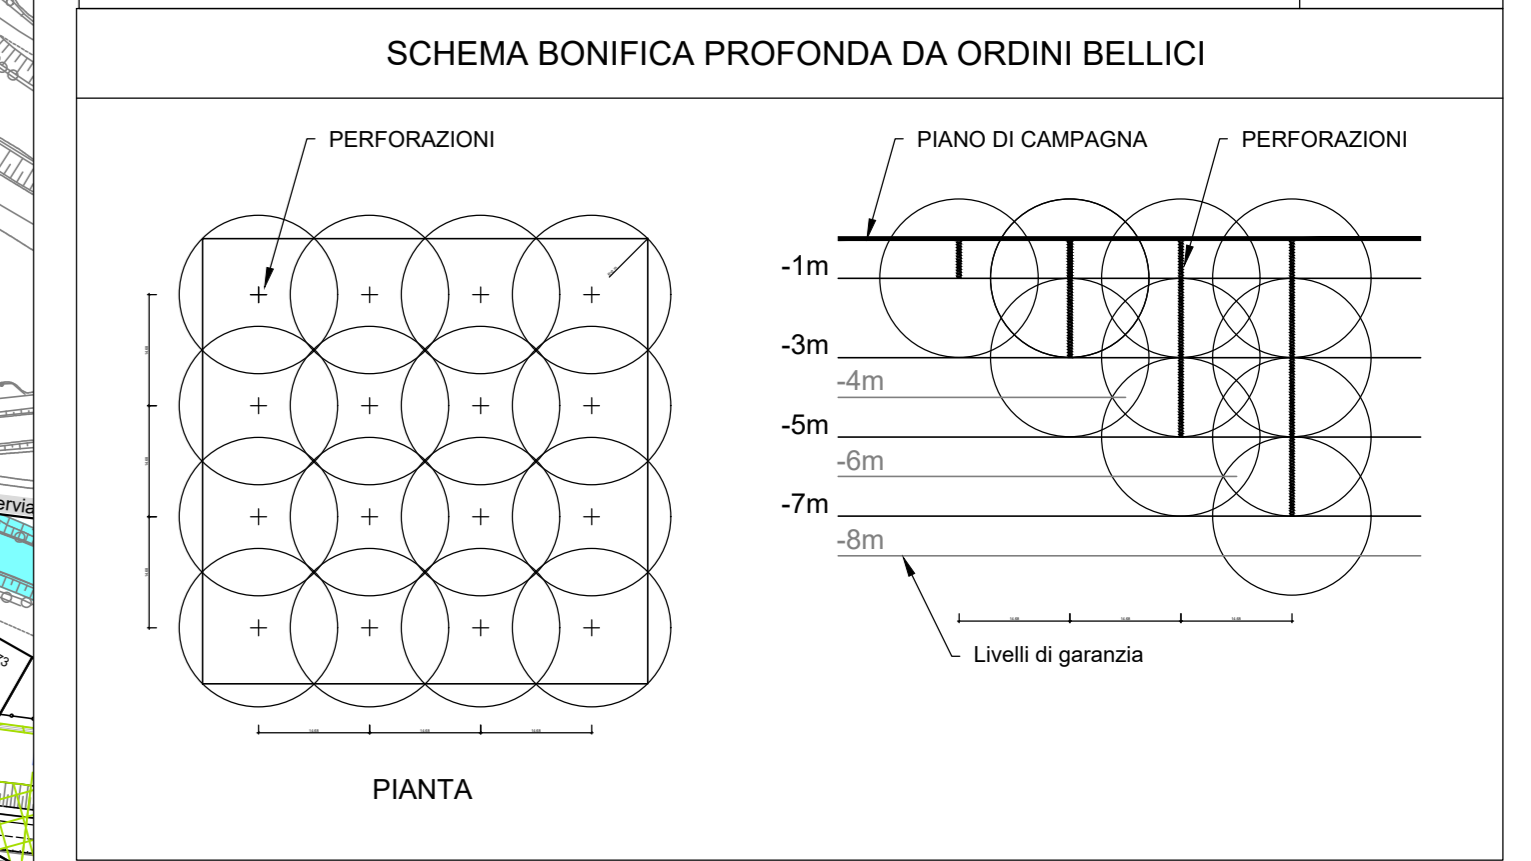 SCHEMA BONIFICA PROFONDA DA ORDINI BELLICI
PERFORAZIONI
PIANO DI CAMPAGNA
PERFORAZIONI
-1m
-3m
-4m
-5m
-6m
-7m
-8m
Livelli di garanzia
PIANTA